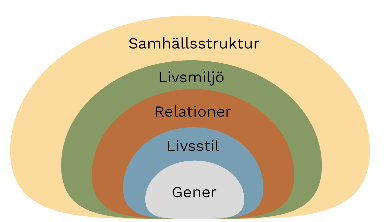 Samhällsstruktur
Livsmiljö
Relationer
Livsstil
Gener